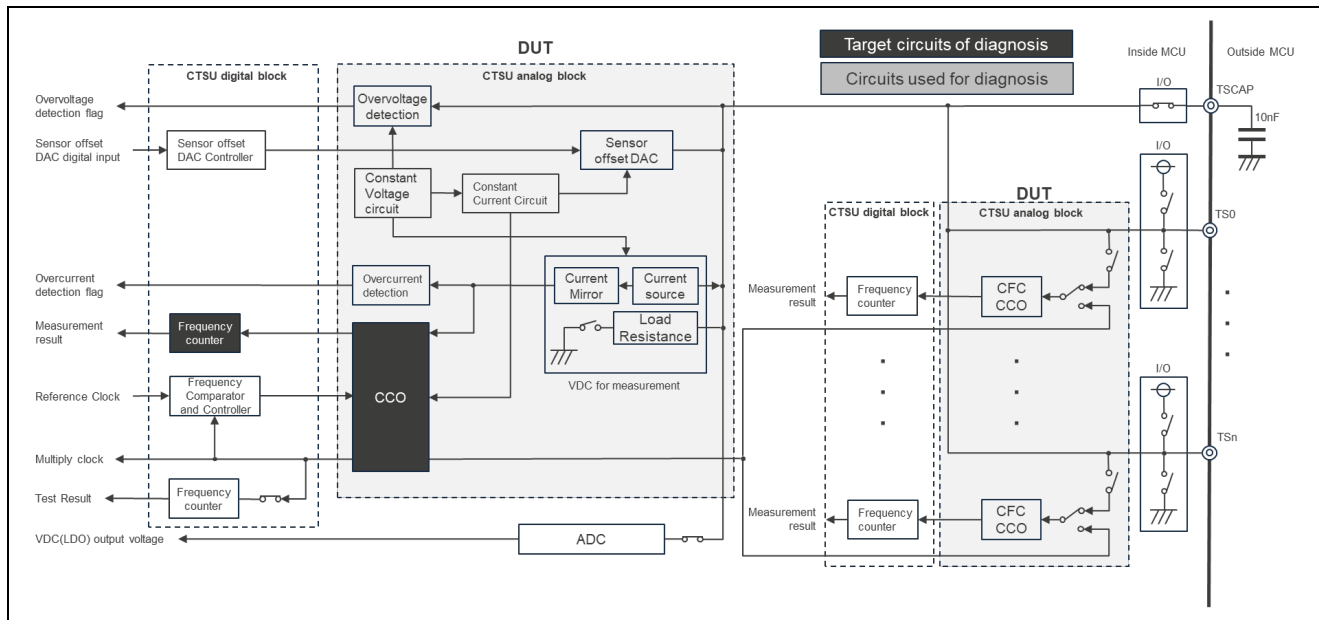 DUT
Target circuits of diagnosis
Circuits used for diagnosis
Inside MCU
Outside MCU
CTSU digital block
CTSU analog block
I/O
TSCAP
10nF
Overvoltage
detection flag
Overvoltage
detection
Sensor offset
DAC digital input
Sensor offset
DAC Controller
Sensor
offset DAC
Constant
Voltage
circuit
Constant
Current Circuit
I/O
DUT
CTSU digital block
CTSU analog block
TS0
Overcurrent
detection flag
Overcurrent
detection
Current
Mirror
Current
source
Load
Resistance
VDC for measurement
Measurement
result
Frequency
counter
CFC
CCO
Measurement
result
Frequency
counter
CCO
Reference Clock
Frequency
Comparator
and Controller
I/O
TSn
Multiply clock
Test Result
Frequency
counter
Measurement
result
Frequency
counter
CFC
CCO
VDC(LDO) output voltage
ADC